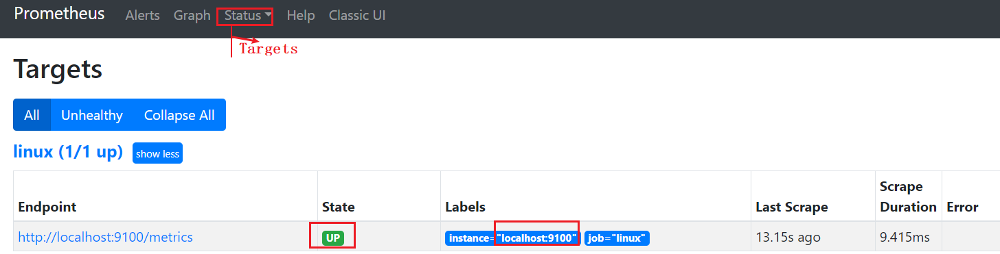 Prometheus Alerts Graph Status Help Classic UI
Targets
Targets
All Unhealthy Collapse All
linux (1/1 up) show less
Endpoint State Labels Last Scrape Scrape Duration Error
http://localhost:9100/metrics UP instance="localhost:9100" job="linux" 13.15s ago 9.415ms